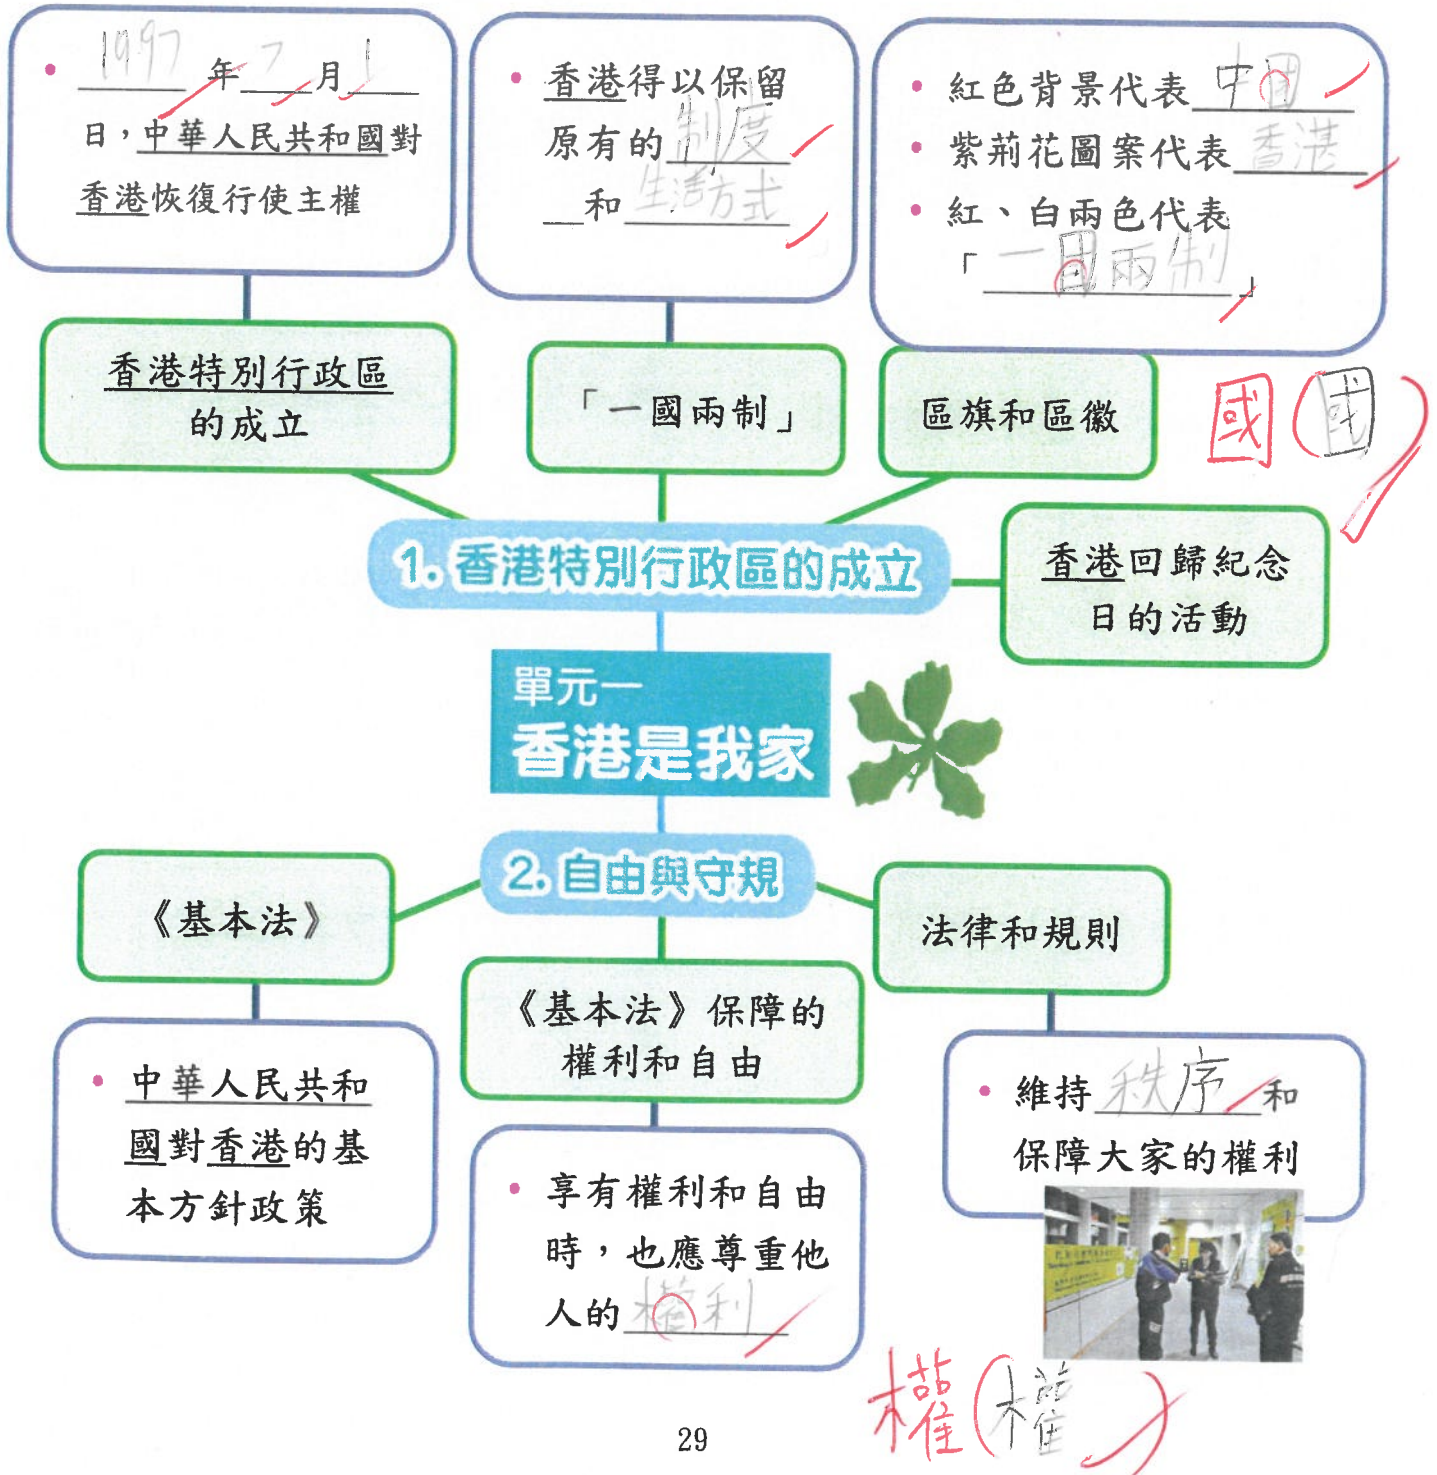 1997年7月1
日，中華人民共和國對
香港恢復行使主權
香港得以保留
原有的制度
和生活方式
紅色背景代表中國
紫荊花圖案代表香港
紅、白兩色代表
「一國兩制」
香港特別行政區
的成立
「一國兩制」
區旗和區徽
國(國)
1. 香港特別行政區的成立
香港回歸紀念
日的活動
單元一
香港是我家
2. 自由與守規
《基本法》
《基本法》保障的
權利和自由
法律和規則
中華人民共和
國對香港的基
本方針政策
享有權利和自由
時，也應尊重他
人的權利
維持秩序和
保障大家的權利
權(權)
29